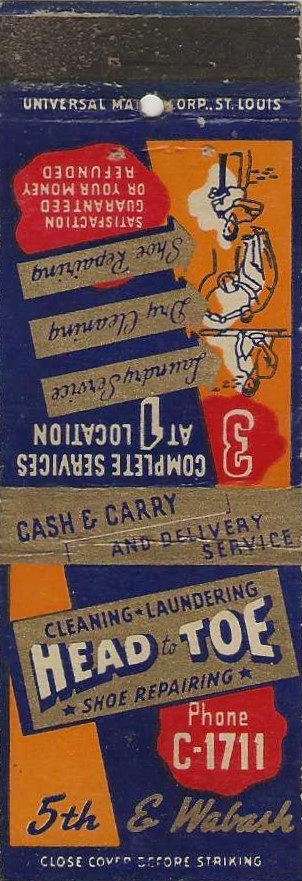 UNIVERSAL MA CORP., ST. LOUIS
3
COMPLETE SERVICES
AT 1 LOCATION
Laundry Service
Dry Cleaning
Shoe Repairing
SATISFACTION
GUARANTEED
OR YOUR MONEY
REFUNDED
CASH & CARRY
AND DELIVERY
SERVICE
CLEANING ★ LAUNDERING
HEAD to TOE
★ SHOE REPAIRING ★
Phone
C-1711
5th & Wabash
CLOSE COVER BEFORE STRIKING